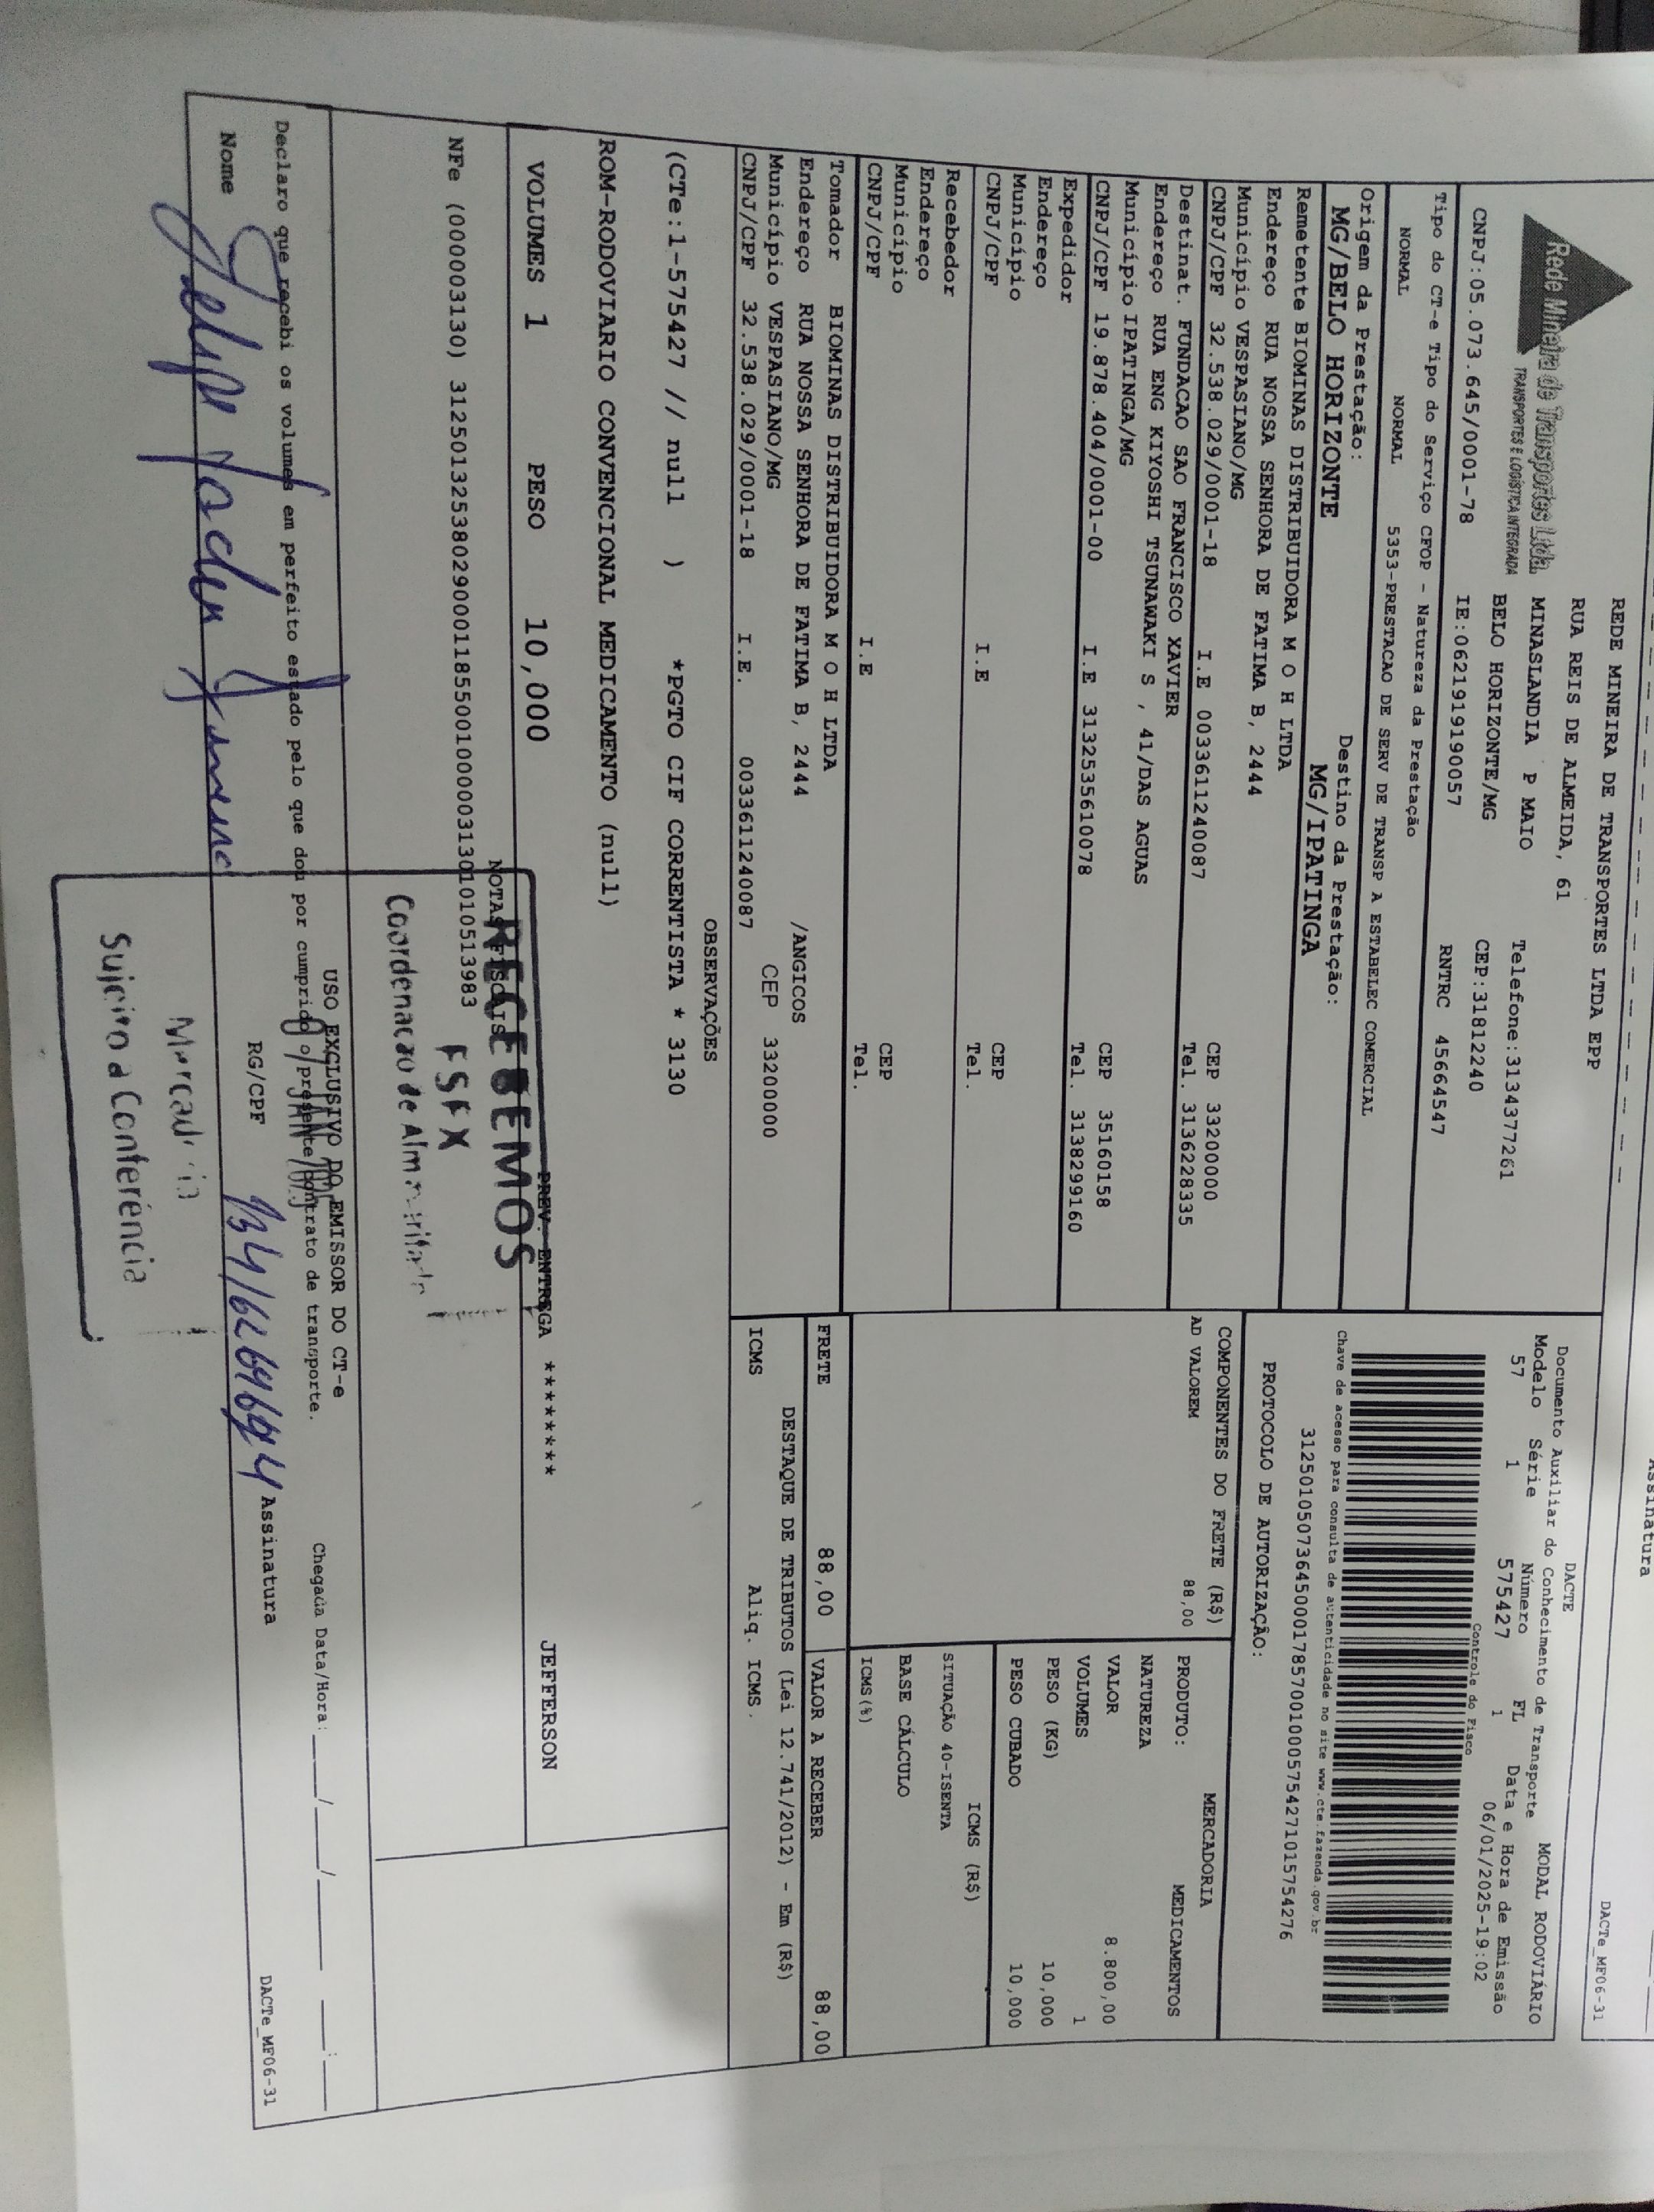 Assinatura
DACTe_MF06-31
Rede Mineira de Transportes Ltda.
TRANSPORTES E LOGÍSTICA INTEGRADA
REDE MINEIRA DE TRANSPORTES LTDA EPP
RUA REIS DE ALMEIDA, 61
MINASLANDIA P MAIO Telefone:3134377261
BELO HORIZONTE/MG CEP:31812240
CNPJ:05.073.645/0001-78 IE:0621919190057 RNTRC 45664547
Tipo do CT-e Tipo do Serviço CFOP - Natureza da Prestação
NORMAL NORMAL 5353-PRESTACAO DE SERV DE TRANSP A ESTABELEC COMERCIAL
Origem da Prestação: Destino da Prestação:
MG/BELO HORIZONTE MG/IPATINGA
Remetente BIOMINAS DISTRIBUIDORA M O H LTDA
Endereço RUA NOSSA SENHORA DE FATIMA B, 2444
Município VESPASIANO/MG CEP 33200000
CNPJ/CPF 32.538.029/0001-18 I.E 0033611240087 Tel. 3136228335
Destinat. FUNDACAO SAO FRANCISCO XAVIER
Endereço RUA ENG KIYOSHI TSUNAWAKI S , 41/DAS AGUAS
Município IPATINGA/MG CEP 35160158
CNPJ/CPF 19.878.404/0001-00 I.E 3132535610078 Tel. 3138299160
Expedidor
Endereço
Município CEP
CNPJ/CPF I.E Tel.
Recebedor
Endereço
Município CEP
CNPJ/CPF I.E Tel.
Tomador BIOMINAS DISTRIBUIDORA M O H LTDA
Endereço RUA NOSSA SENHORA DE FATIMA B, 2444 /ANGICOS
Município VESPASIANO/MG CEP 33200000
CNPJ/CPF 32.538.029/0001-18 I.E. 0033611240087
DACTE
Documento Auxiliar do Conhecimento de Transporte MODAL RODOVIÁRIO
Modelo Série Número FL Data e Hora de Emissão
57 1 575427 1 06/01/2025-19:02
Controle do Fisco
Chave de acesso para consulta de autenticidade no site www.cte.fazenda.gov.br
31250105073645000178570010005754271015754276
PROTOCOLO DE AUTORIZAÇÃO:
COMPONENTES DO FRETE (R$)
AD VALOREM 88,00
MERCADORIA
PRODUTO: MEDICAMENTOS
NATUREZA
VALOR 8.800,00
VOLUMES 1
PESO (KG) 10,000
PESO CUBADO 10,000
ICMS (R$)
SITUAÇÃO 40-ISENTA
BASE CÁLCULO
ICMS(%)
FRETE 88,00 VALOR A RECEBER 88,00
DESTAQUE DE TRIBUTOS (Lei 12.741/2012) - Em (R$)
ICMS Aliq. ICMS.
OBSERVAÇÕES
(CTe:1-575427 // null ) *PGTO CIF CORRENTISTA * 3130
ROM-RODOVIARIO CONVENCIONAL MEDICAMENTO (null)
VOLUMES 1 PESO 10,000 PREV. ENTREGA ******** JEFFERSON
NOTAS FISCAIS
NFe (000003130) 31250132538029000118550010000031301010513983
RECEBEMOS
FSFX
Coordenacao de
USO EXCLUSIVO DO EMISSOR DO CT-e
Declaro que recebi os volumes em perfeito estado pelo que dou por cumprido o presente contrato de transporte.
Chegada Data/Hora: ___/___/___ ___:___
Nome RG/CPF Assinatura
Sujeito a Conferência
DACTe_MF06-31